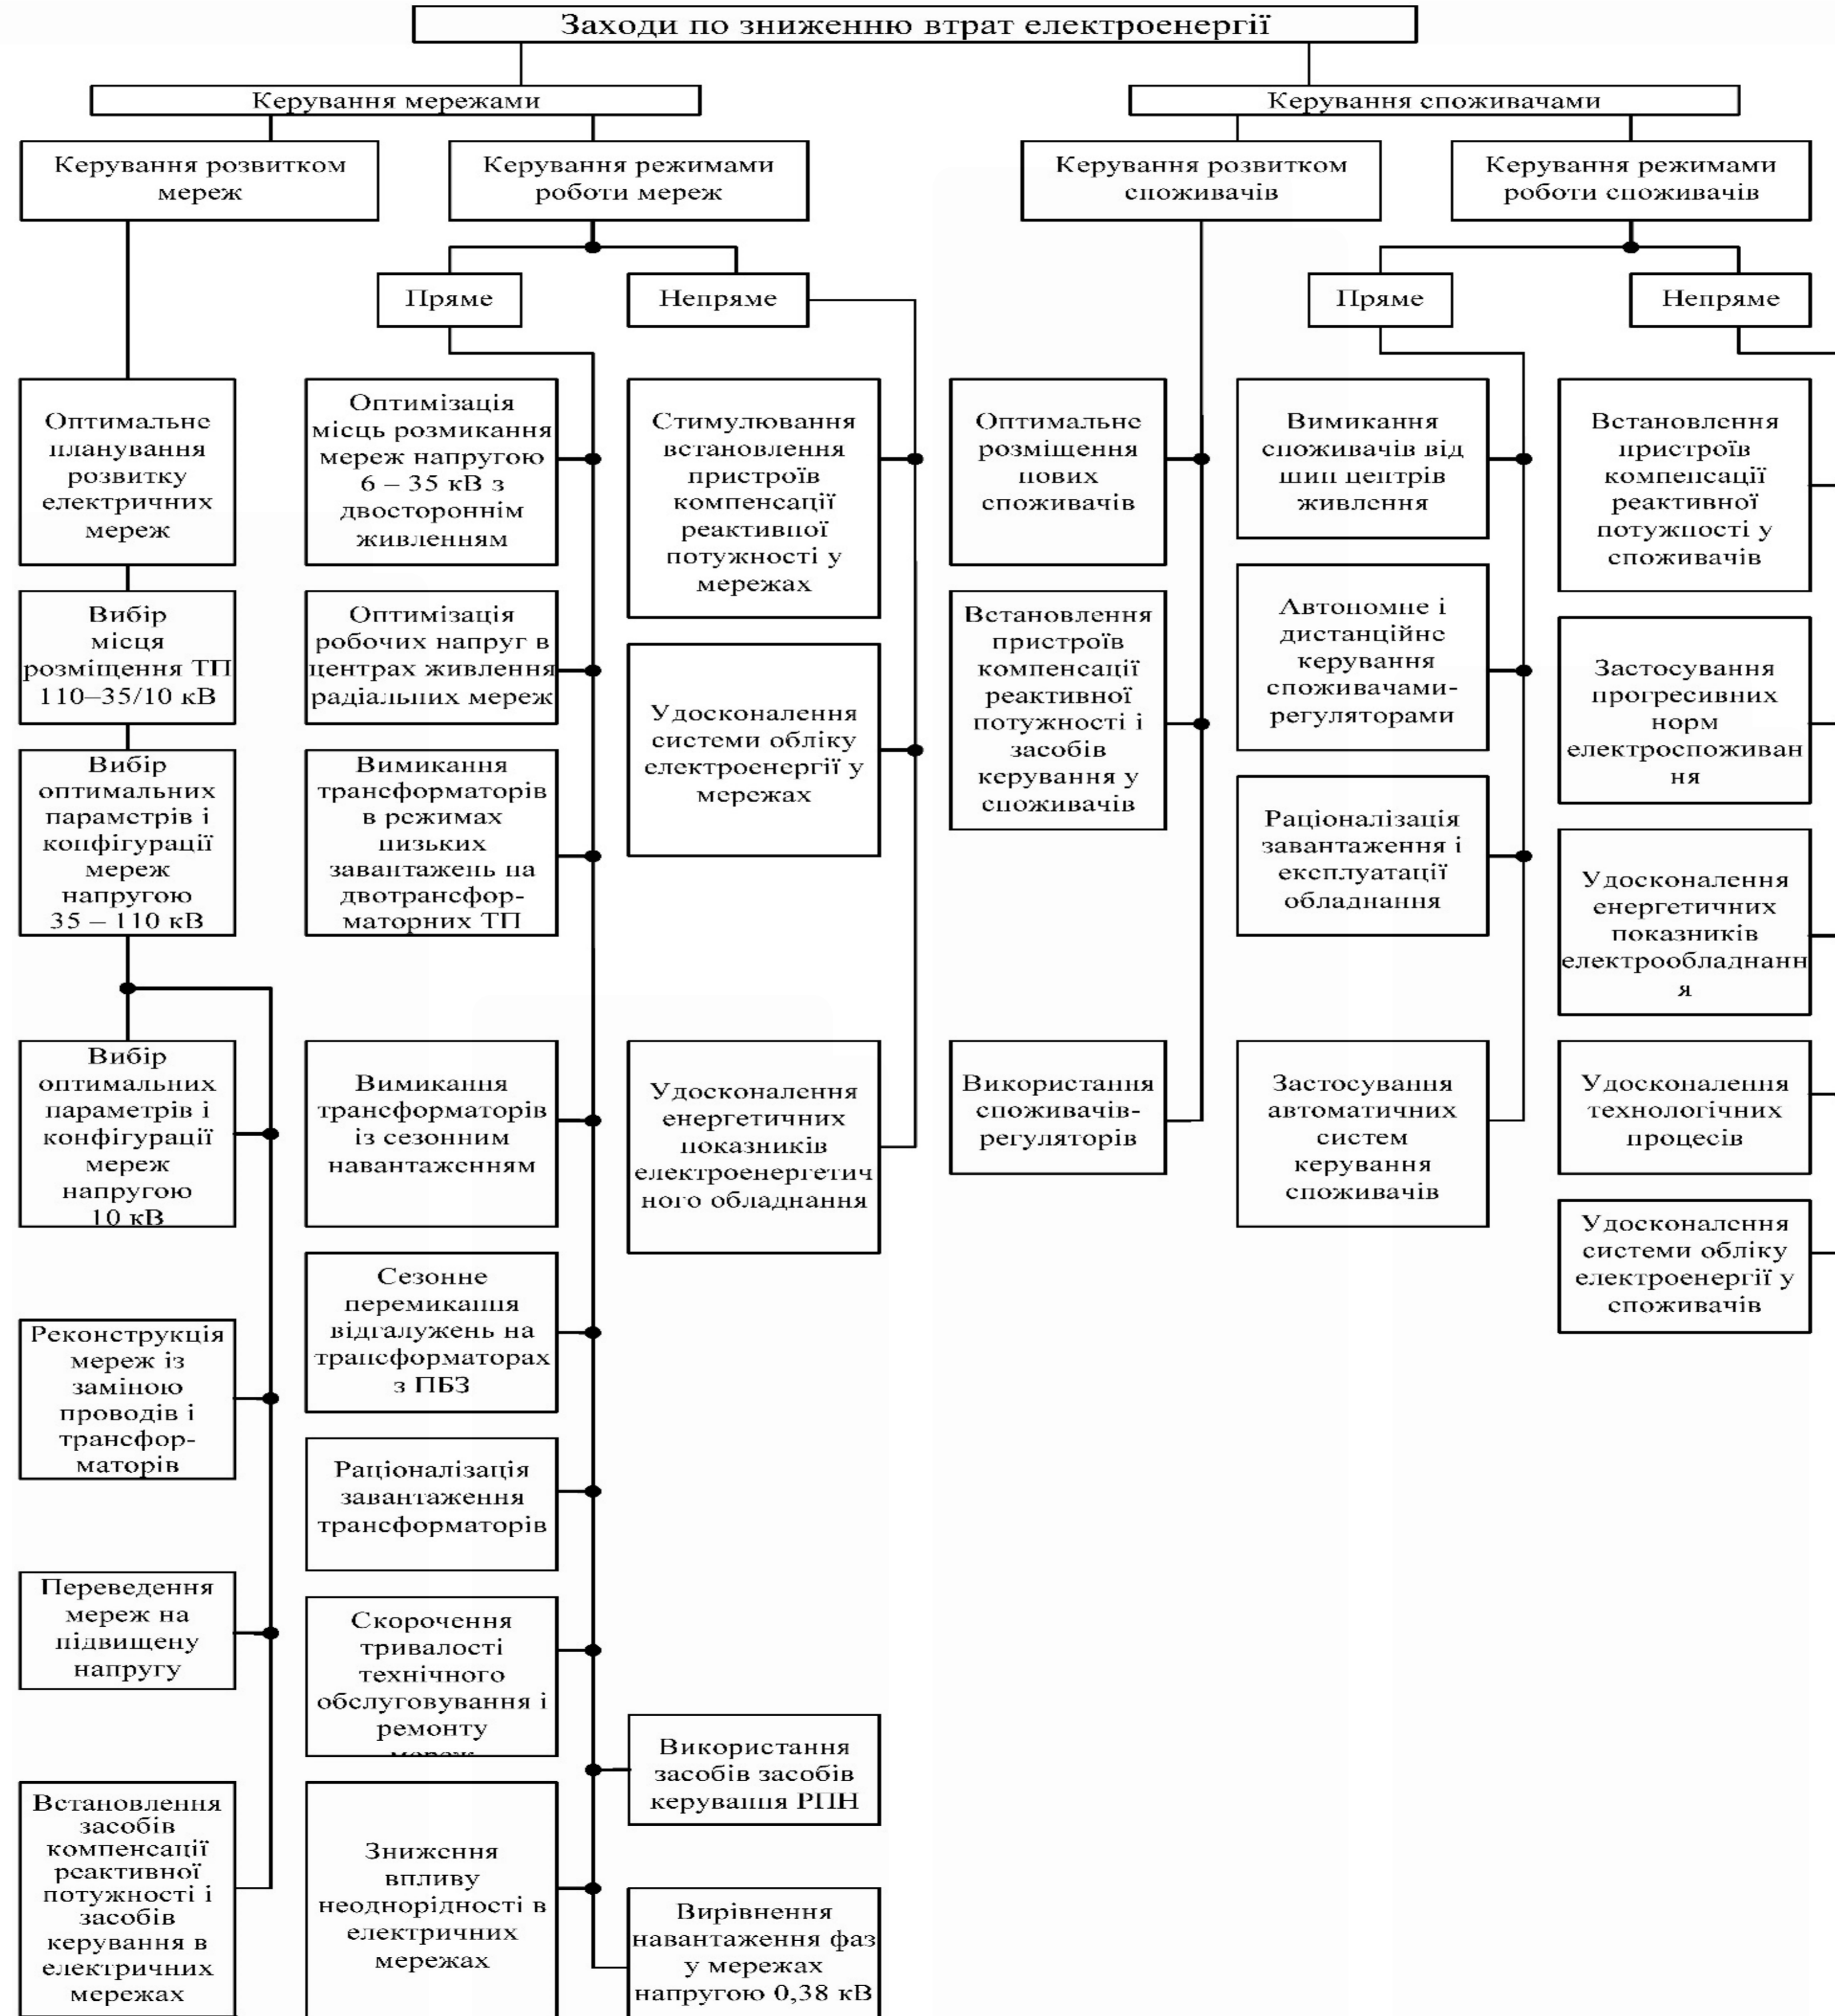 Заходи по зниженню втрат електроенергії
Керування мережами
Керування споживачами
Керування розвитком
мереж
Керування режимами
роботи мереж
Керування розвитком
споживачів
Керування режимами
роботи споживачів
Пряме
Непряме
Пряме
Непряме
Оптимальне
планування
розвитку
електричних
мереж
Вибір
місця
розміщення ТП
110–35/10 кВ
Вибір
оптимальних
параметрів і
конфігурації
мереж
напругою
35 – 110 кВ
Вибір
оптимальних
параметрів і
конфігурації
мереж
напругою
10 кВ
Реконструкція
мереж із
заміною
проводів і
трансфор-
маторів
Переведення
мереж на
підвищену
напругу
Встановлення
засобів
компенсації
реактивної
потужності і
засобів
керування в
електричних
мережах
Оптимізація
місць розмикання
мереж напругою
6 – 35 кВ з
двостороннім
живленням
Оптимізація
робочих напруг в
центрах живлення
радіальних мереж
Вимикання
трансформаторів
в режимах
низьких
завантажень на
двотрансфор-
маторних ТП
Вимикання
трансформаторів
із сезонним
навантаженням
Сезонне
перемикання
відгалужень на
трансформаторах
з ПБЗ
Раціоналізація
завантаження
трансформаторів
Скорочення
тривалості
технічного
обслуговування і
ремонту
Зниження
впливу
неоднорідності в
електричних
мережах
Стимулювання
встановлення
пристроїв
компенсації
реактивної
потужності у
мережах
Удосконалення
системи обліку
електроенергії у
мережах
Удосконалення
енергетичних
показників
електроенергетич
ного обладнання
Використання
засобів засобів
керування РПН
Вирівнення
навантаження фаз
у мережах
напругою 0,38 кВ
Оптимальне
розміщення
нових
споживачів
Встановлення
пристроїв
компенсації
реактивної
потужності і
засобів
керування у
споживачів
Використання
споживачів-
регуляторів
Вимикання
споживачів від
шин центрів
живлення
Автономне і
дистанційне
керування
споживачами-
регуляторами
Раціоналізація
завантаження і
експлуатації
обладнання
Застосування
автоматичних
систем
керування
споживачів
Встановлення
пристроїв
компенсації
реактивної
потужності у
споживачів
Застосування
прогресивних
норм
електроспоживан
ня
Удосконалення
енергетичних
показників
електрообладнанн
я
Удосконалення
технологічних
процесів
Удосконалення
системи обліку
електроенергії у
споживачів